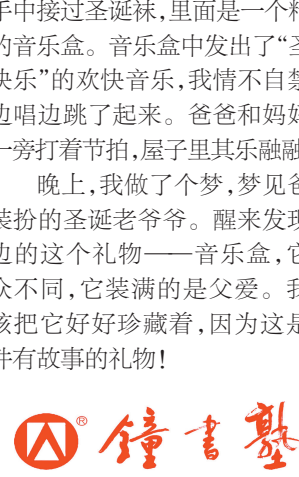 手中接过圣诞袜,里面是一个精
的音乐盒。音乐盒中发出了“圣
快乐”的欢快音乐,我情不自禁
边唱边跳了起来。爸爸和妈妈
一旁打着节拍,屋子里其乐融融
晚上,我做了个梦,梦见爸
装扮的圣诞老爷爷。醒来发现
边的这个礼物——音乐盒,它
众不同,它装满的是父爱。我
该把它好好珍藏着,因为这是
件有故事的礼物!
® 鐘書塾